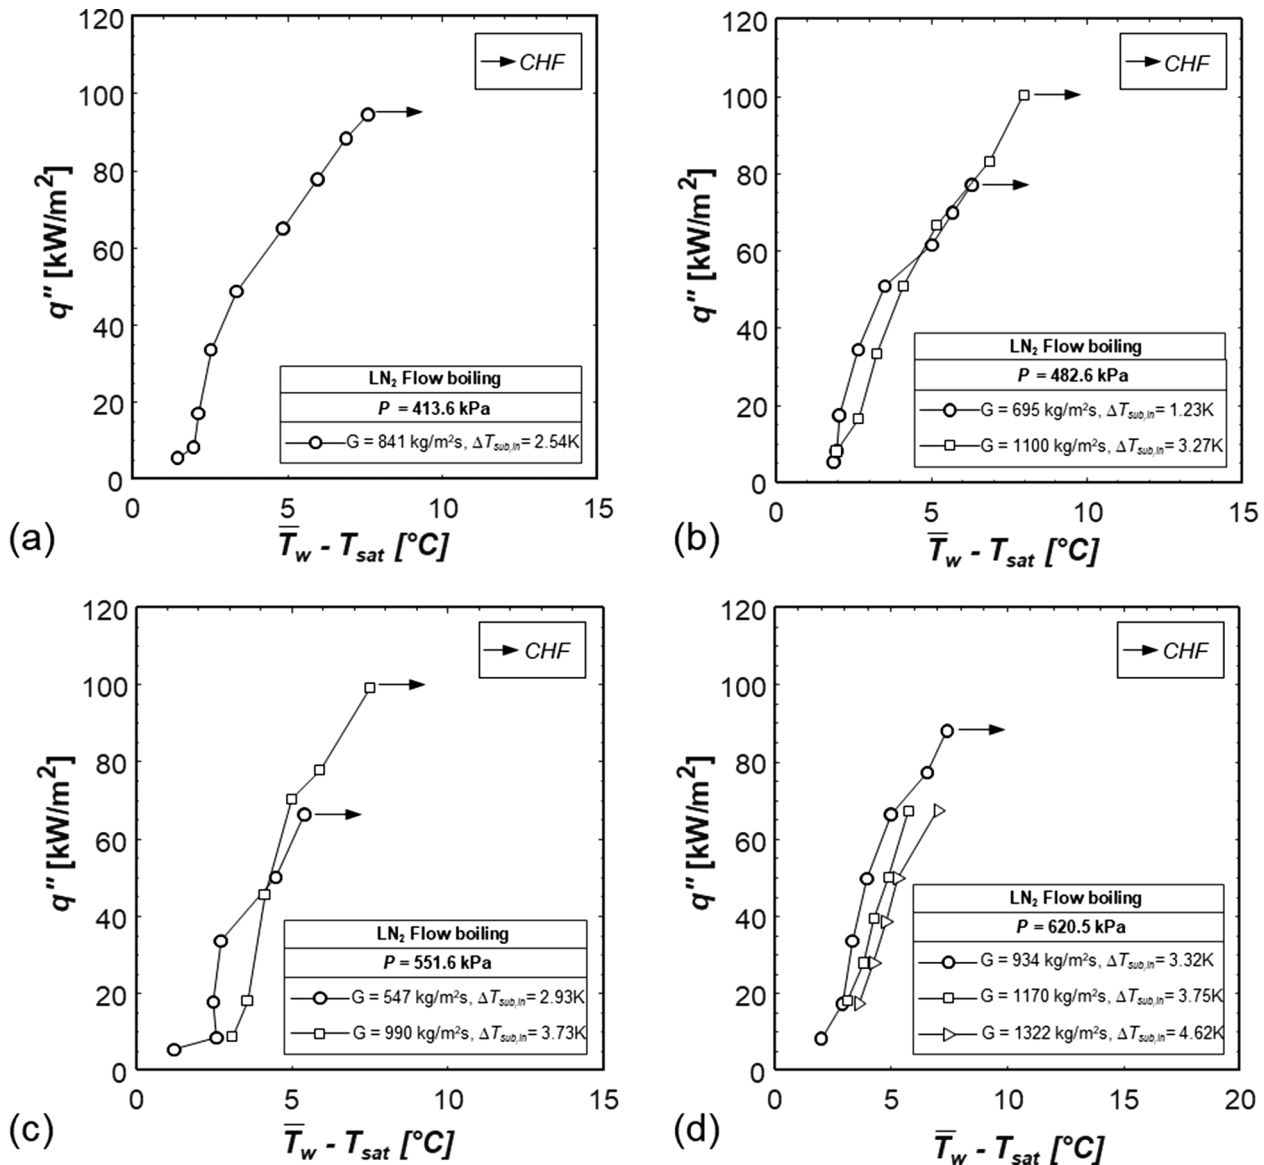 120
100
80
60
40
20
0
q" [kW/m²]
CHF
LN₂ Flow boiling
P = 413.6 kPa
G = 841 kg/m²s, ΔTsub,in = 2.54K
0 5 10 15
T̅w - Tsat [°C]
(a)
120
100
80
60
40
20
0
q" [kW/m²]
CHF
LN₂ Flow boiling
P = 482.6 kPa
G = 695 kg/m²s, ΔTsub,in = 1.23K
G = 1100 kg/m²s, ΔTsub,in = 3.27K
0 5 10 15
T̅w - Tsat [°C]
(b)
120
100
80
60
40
20
0
q" [kW/m²]
CHF
LN₂ Flow boiling
P = 551.6 kPa
G = 547 kg/m²s, ΔTsub,in = 2.93K
G = 990 kg/m²s, ΔTsub,in = 3.73K
0 5 10 15
T̅w - Tsat [°C]
(c)
120
100
80
60
40
20
0
q" [kW/m²]
CHF
LN₂ Flow boiling
P = 620.5 kPa
G = 934 kg/m²s, ΔTsub,in = 3.32K
G = 1170 kg/m²s, ΔTsub,in = 3.75K
G = 1322 kg/m²s, ΔTsub,in = 4.62K
0 5 10 15 20
T̅w - Tsat [°C]
(d)